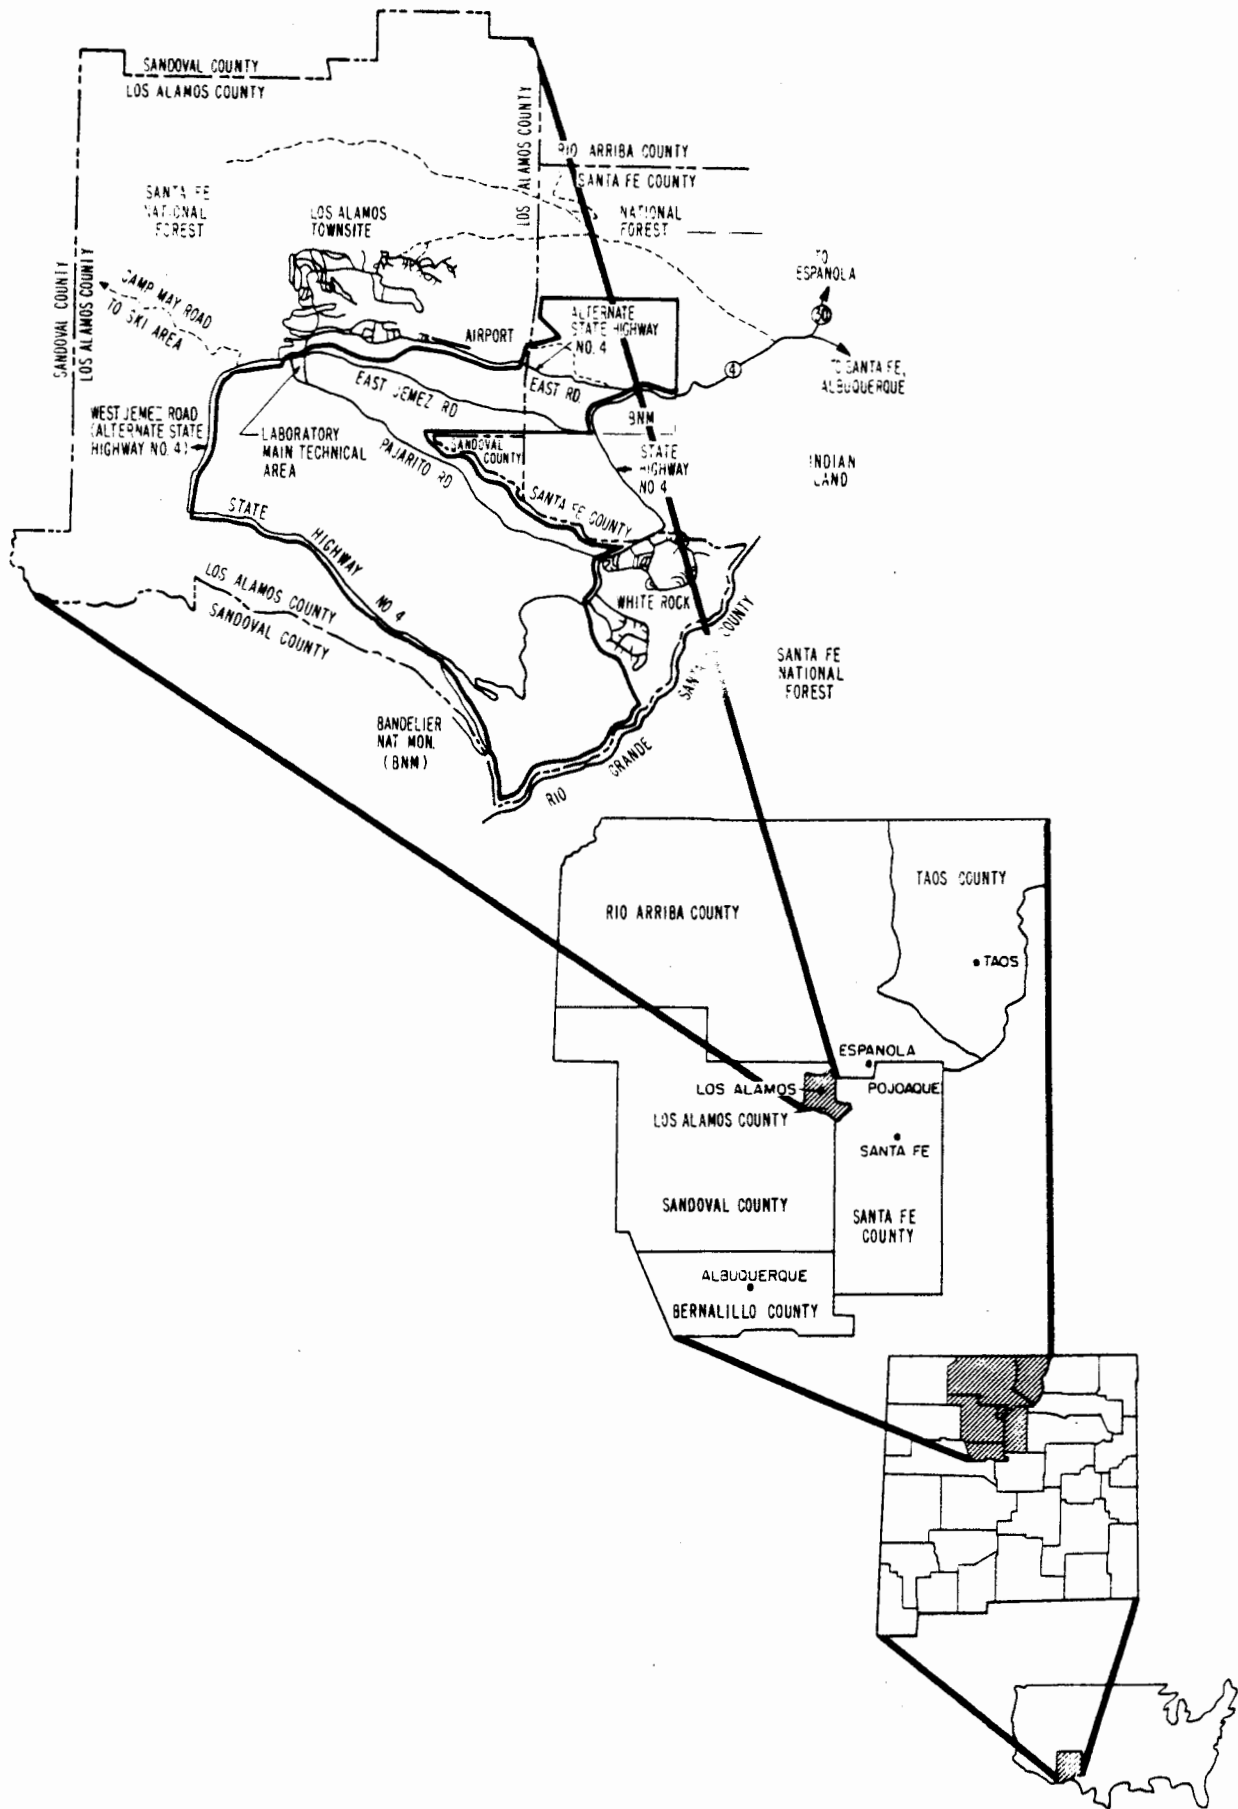 SANDOVAL COUNTY
LOS ALAMOS COUNTY
LOS ALAMOS COUNTY
RIO ARRIBA COUNTY
SANTA FE COUNTY
SANTA FE
NATIONAL
FOREST
LOS ALAMOS
TOWNSITE
NATIONAL
FOREST
TO
ESPANOLA
SANDOVAL COUNTY
LOS ALAMOS COUNTY
CAMP MAY ROAD
TO SKI AREA
30
ALTERNATE
STATE HIGHWAY
NO. 4
AIRPORT
4
TO SANTA FE,
ALBUQUERQUE
EAST JEMEZ RD
EAST RD.
WEST JEMEZ ROAD
(ALTERNATE STATE
HIGHWAY NO. 4)
LABORATORY
MAIN TECHNICAL
AREA
PAJARITO RD
SANDOVAL
COUNTY
BNM
STATE
HIGHWAY
NO 4
INDIAN
LAND
SANTA FE COUNTY
STATE
HIGHWAY
NO 4
LOS ALAMOS COUNTY
SANDOVAL COUNTY
WHITE ROCK
SANTA COUNTY
SANTA FE
NATIONAL
FOREST
BANDELIER
NAT MON.
(BNM)
RIO GRANDE
TAOS COUNTY
RIO ARRIBA COUNTY
TAOS
ESPANOLA
LOS ALAMOS
POJOAQUE
LOS ALAMOS COUNTY
SANTA FE
SANDOVAL COUNTY
SANTA FE
COUNTY
ALBUQUERQUE
BERNALILLO COUNTY